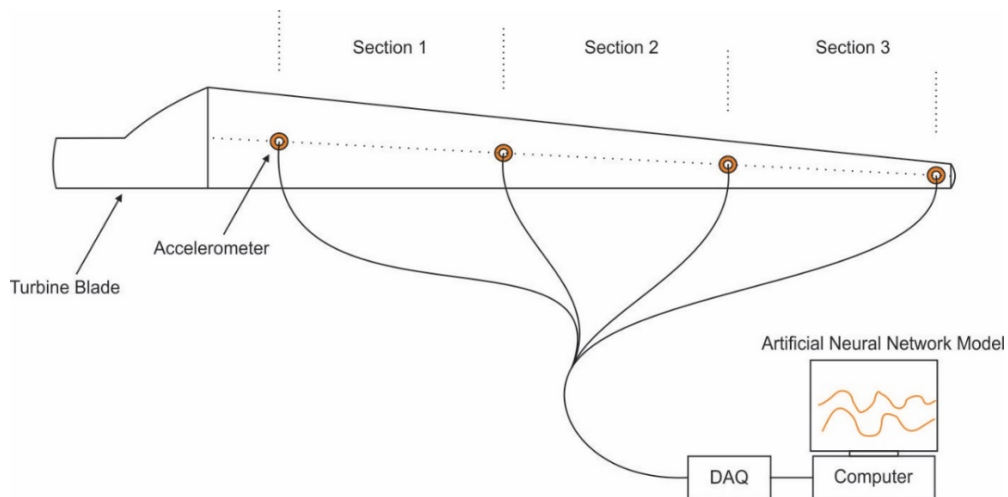 Section 1
Section 2
Section 3
Accelerometer
Turbine Blade
Artificial Neural Network Model
DAQ
Computer